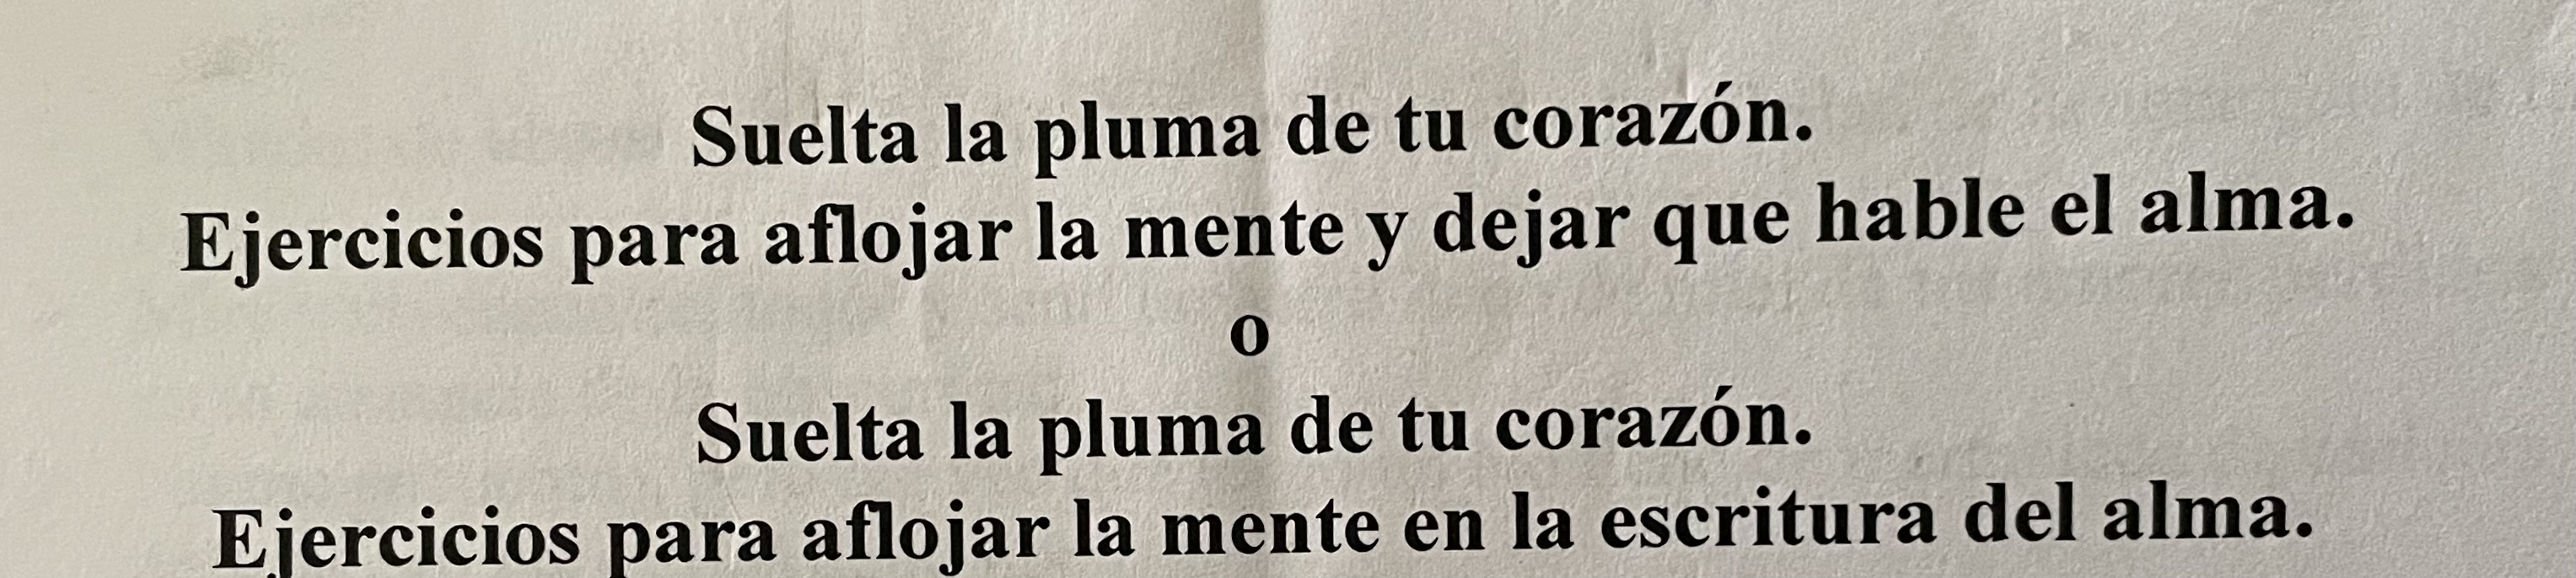 Suelta la pluma de tu corazón.
Ejercicios para aflojar la mente y dejar que hable el alma.
o
Suelta la pluma de tu corazón.
Ejercicios para aflojar la mente en la escritura del alma.